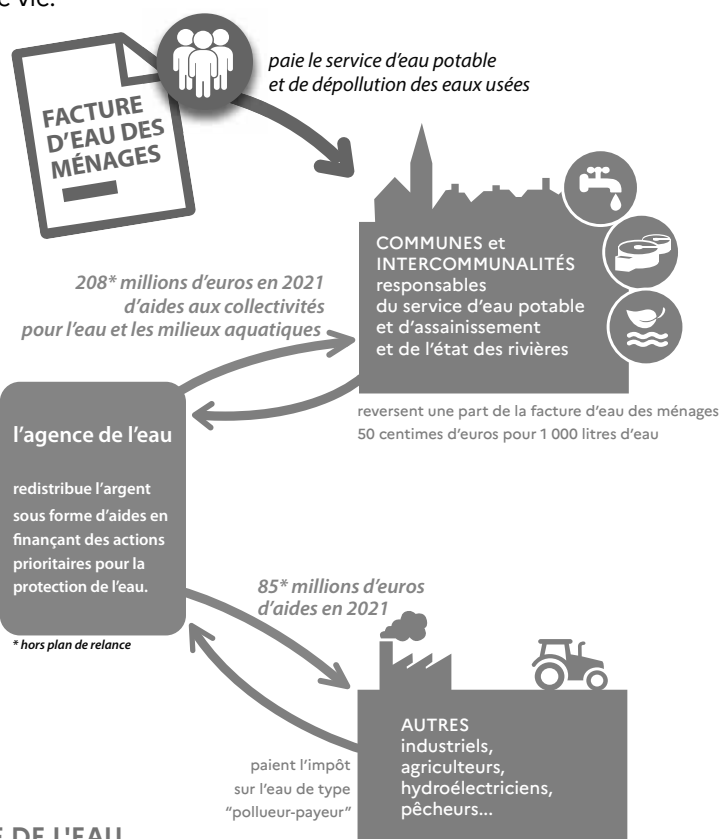 e vie.
paie le service d'eau potable
et de dépollution des eaux usées
FACTURE
D'EAU DES
MÉNAGES
COMMUNES et
INTERCOMMUNALITÉS
responsables
du service d'eau potable
et d'assainissement
et de l'état des rivières
208* millions d'euros en 2021
d'aides aux collectivités
pour l'eau et les milieux aquatiques
reversent une part de la facture d'eau des ménages
50 centimes d'euros pour 1 000 litres d'eau
l'agence de l'eau
redistribue l'argent
sous forme d'aides en
finançant des actions
prioritaires pour la
protection de l'eau.
* hors plan de relance
85* millions d'euros
d'aides en 2021
AUTRES
industriels,
agriculteurs,
hydroélectriciens,
pêcheurs...
paient l'impôt
sur l'eau de type
"pollueur-payeur"
E DE L'EAU